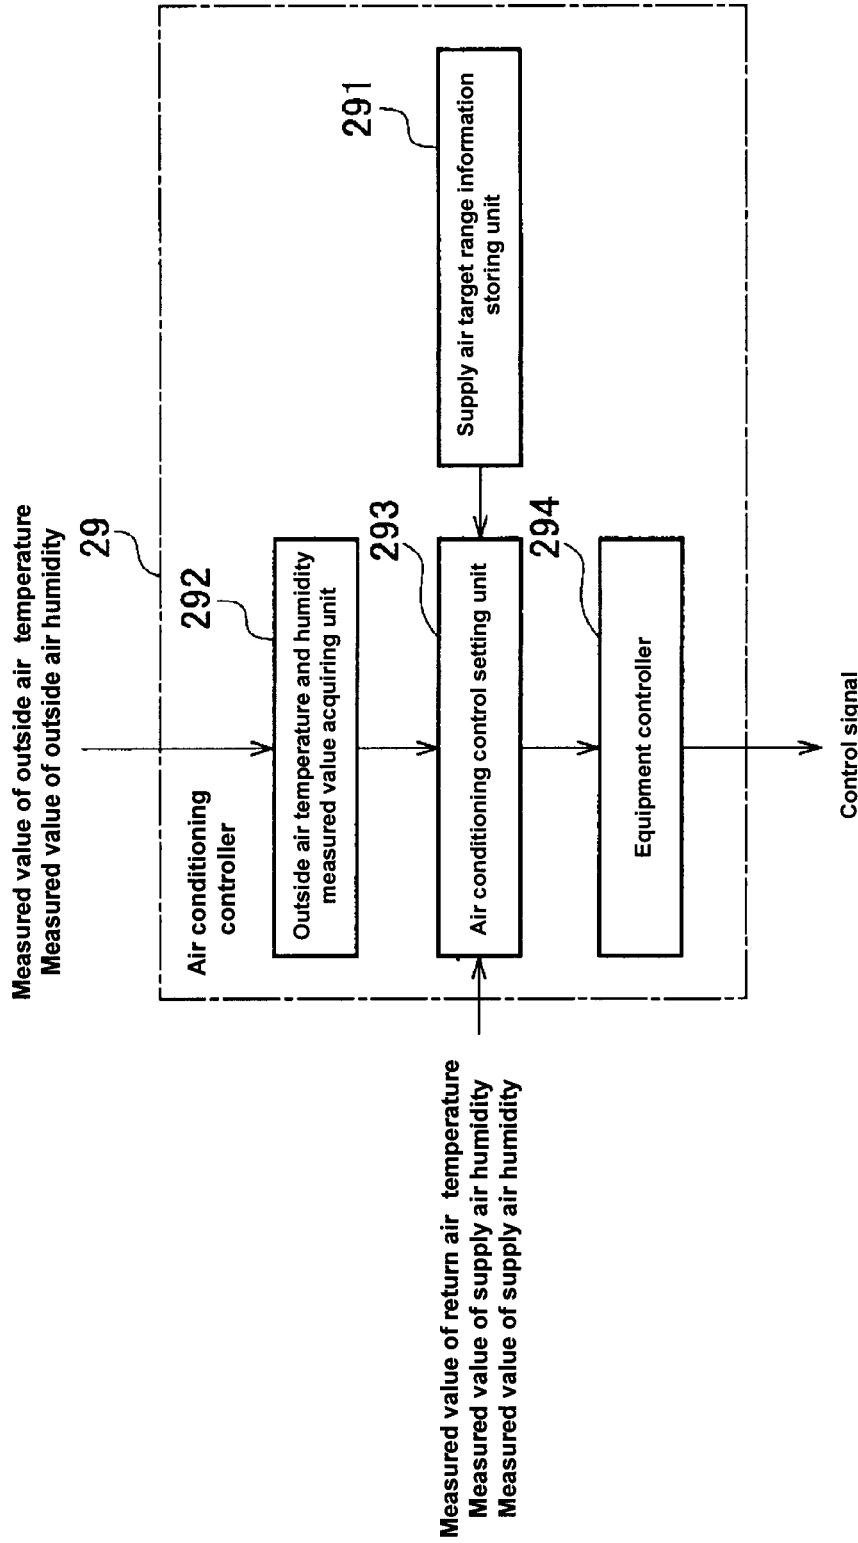 Measured value of outside air temperature
Measured value of outside air humidity
29
Air conditioning
controller
292
Outside air temperature and humidity
measured value acquiring unit
291
Supply air target range information
storing unit
293
Air conditioning control setting unit
Measured value of return air temperature
Measured value of supply air humidity
Measured value of supply air humidity
294
Equipment controller
Control signal